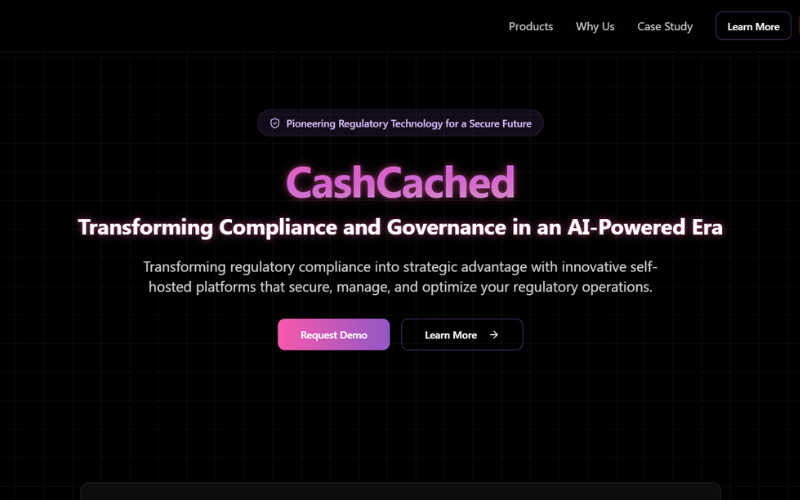 Products Why Us Case Study Learn More
Pioneering Regulatory Technology for a Secure Future
CashCached
Transforming Compliance and Governance in an AI-Powered Era
Transforming regulatory compliance into strategic advantage with innovative self-
hosted platforms that secure, manage, and optimize your regulatory operations.
Request Demo Learn More